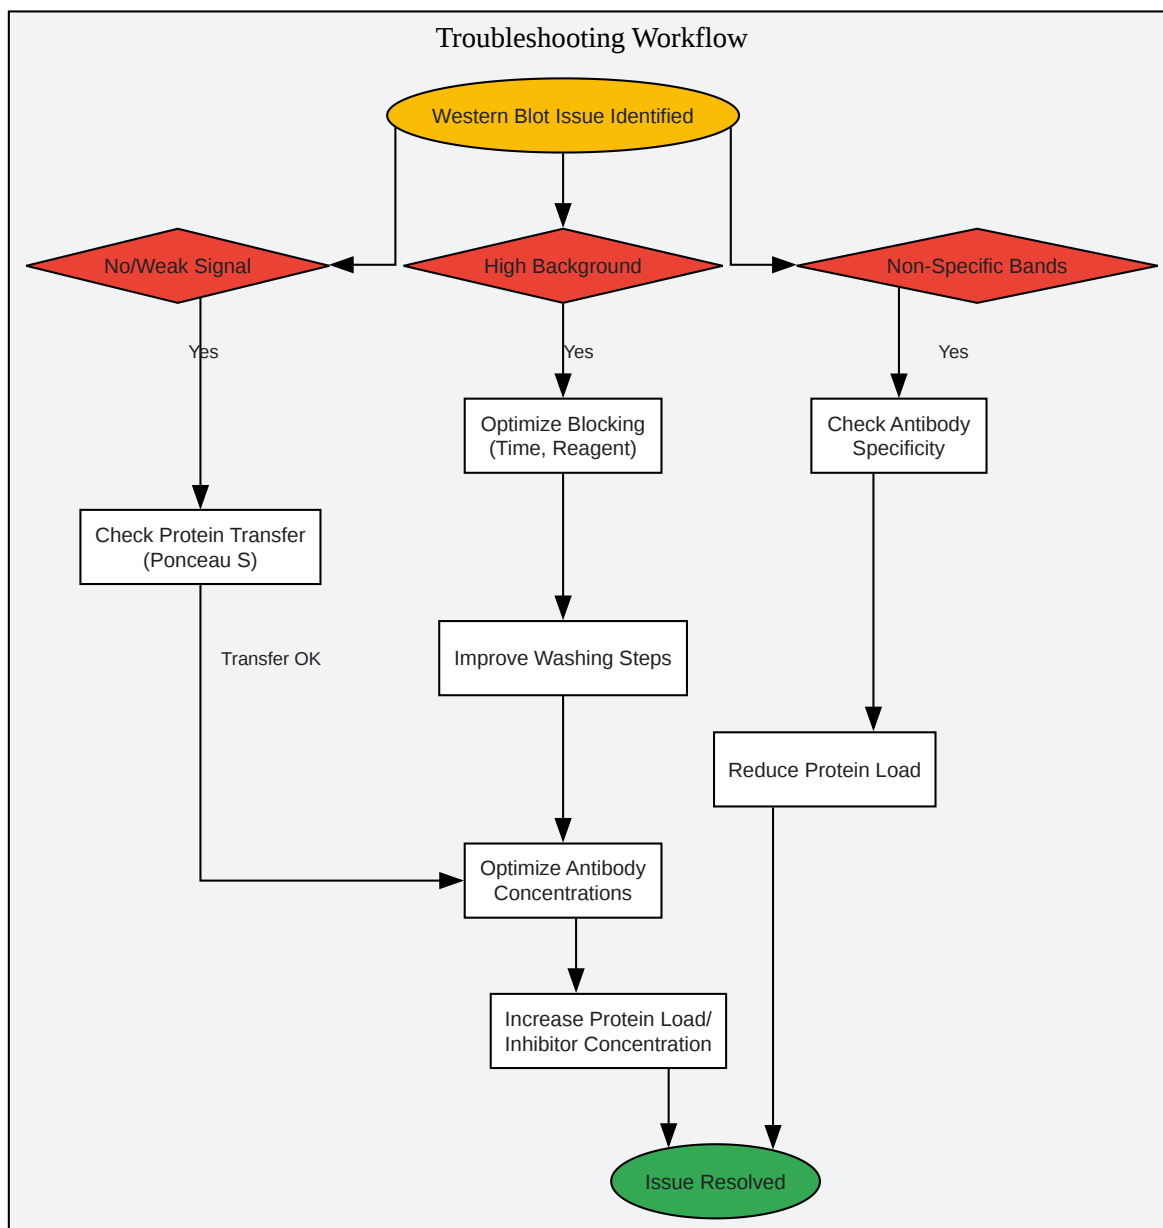 Troubleshooting Workflow
Western Blot Issue Identified
No/Weak Signal
High Background
Non-Specific Bands
Yes
Yes
Yes
Optimize Blocking
(Time, Reagent)
Check Antibody
Specificity
Check Protein Transfer
(Ponceau S)
Transfer OK
Improve Washing Steps
Reduce Protein Load
Optimize Antibody
Concentrations
Increase Protein Load/
Inhibitor Concentration
Issue Resolved